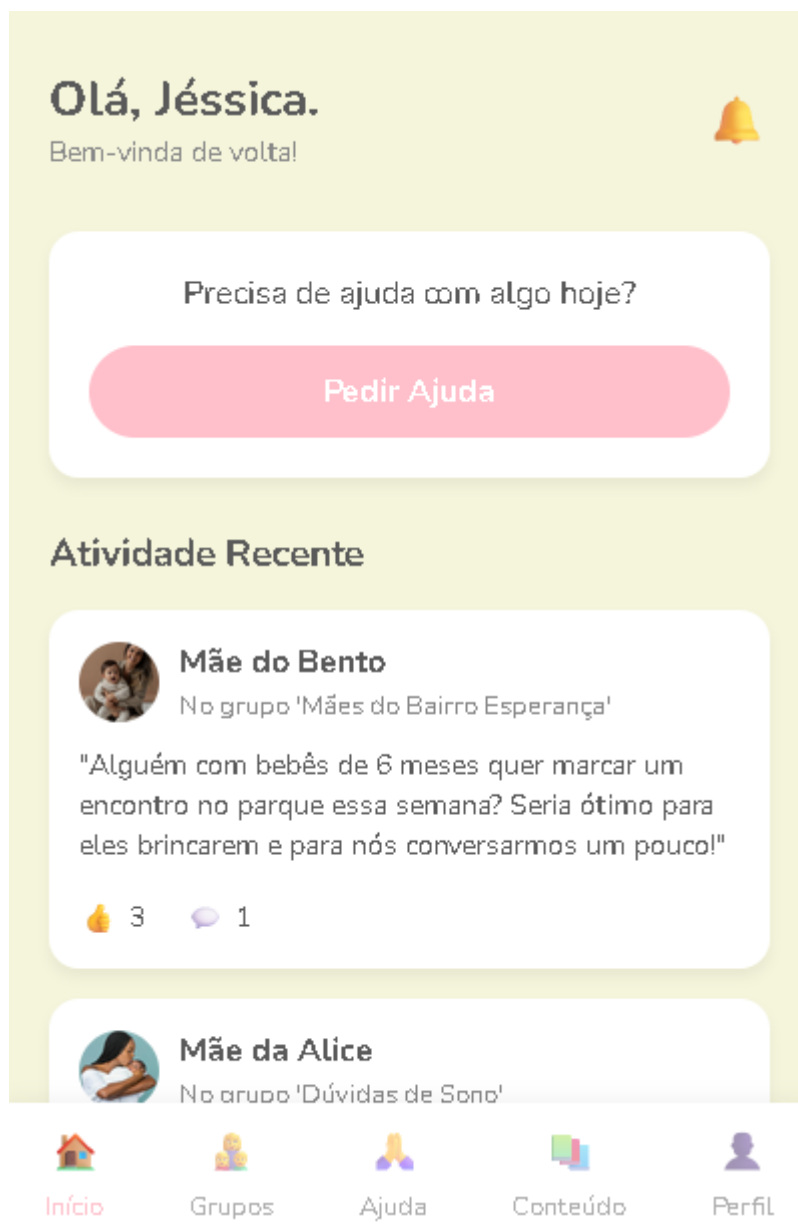 Olá, Jéssica.
Bem-vinda de volta!
Precisa de ajuda com algo hoje?
Pedir Ajuda
Atividade Recente
Mãe do Bento
No grupo 'Mães do Bairro Esperança'
"Alguém com bebês de 6 meses quer marcar um
encontro no parque essa semana? Seria ótimo para
eles brincarem e para nós conversarmos um pouco!"
3 1
Mãe da Alice
No grupo 'Dúvidas de Sono'
Início Grupos Ajuda Conteúdo Perfil